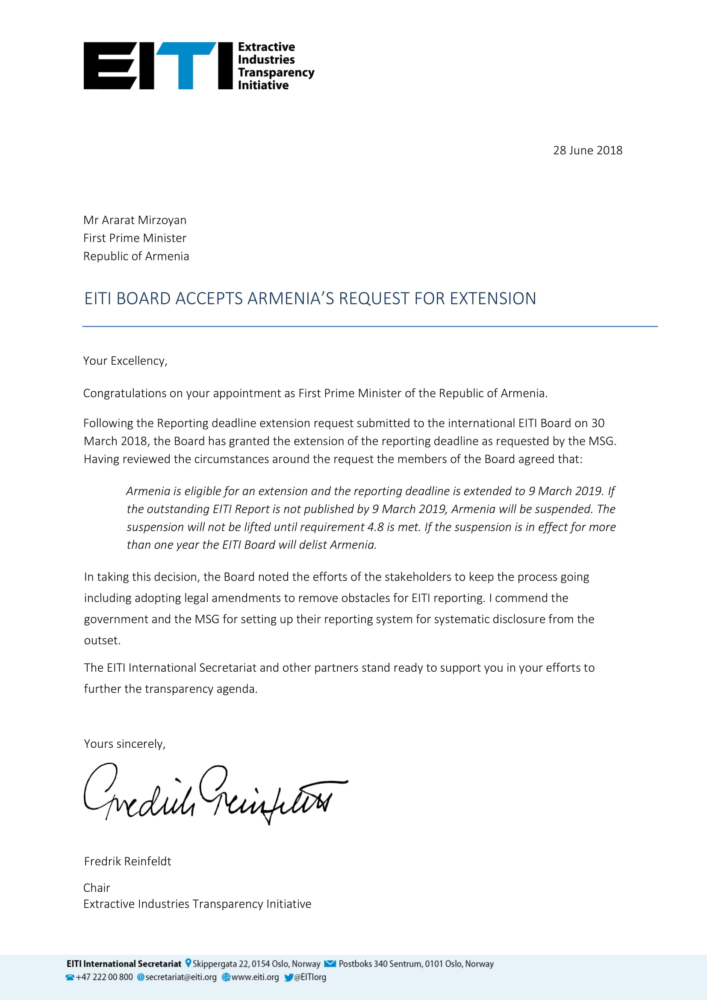 EITI
Extractive
Industries
Transparency
Initiative
28 June 2018
Mr Ararat Mirzoyan
First Prime Minister
Republic of Armenia
EITI BOARD ACCEPTS ARMENIA’S REQUEST FOR EXTENSION
Your Excellency,
Congratulations on your appointment as First Prime Minister of the Republic of Armenia.
Following the Reporting deadline extension request submitted to the international EITI Board on 30
March 2018, the Board has granted the extension of the reporting deadline as requested by the MSG.
Having reviewed the circumstances around the request the members of the Board agreed that:
Armenia is eligible for an extension and the reporting deadline is extended to 9 March 2019. If
the outstanding EITI Report is not published by 9 March 2019, Armenia will be suspended. The
suspension will not be lifted until requirement 4.8 is met. If the suspension is in effect for more
than one year the EITI Board will delist Armenia.
In taking this decision, the Board noted the efforts of the stakeholders to keep the process going
including adopting legal amendments to remove obstacles for EITI reporting. I commend the
government and the MSG for setting up their reporting system for systematic disclosure from the
outset.
The EITI International Secretariat and other partners stand ready to support you in your efforts to
further the transparency agenda.
Yours sincerely,
Fredrik Reinfeldt
Fredrik Reinfeldt
Chair
Extractive Industries Transparency Initiative
EITI International Secretariat Skippergata 22, 0154 Oslo, Norway Postboks 340 Sentrum, 0101 Oslo, Norway
+47 222 00 800 @secretariat@eiti.org www.eiti.org @EITIorg